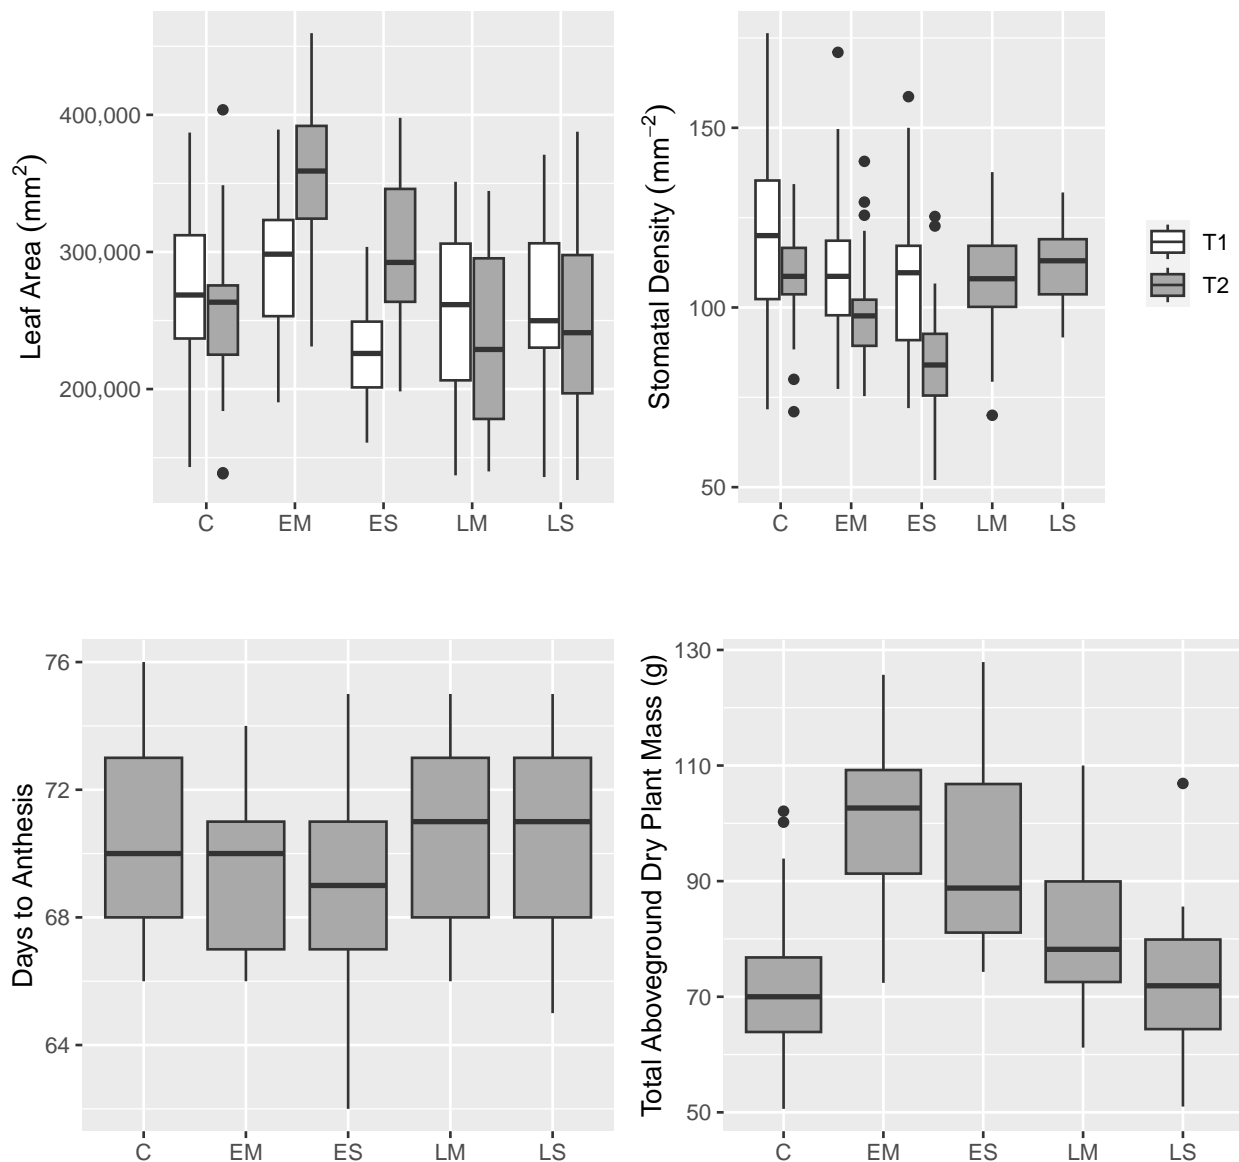 Leaf Area (mm²)
400,000
300,000
200,000
C EM ES LM LS
Stomatal Density (mm⁻²)
150
100
50
C EM ES LM LS
T1
T2
Days to Anthesis
76
72
68
64
C EM ES LM LS
Total Aboveground Dry Plant Mass (g)
130
110
90
70
50
C EM ES LM LS